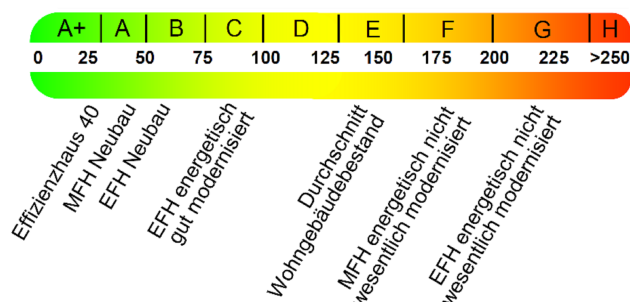 A+ A B C D E F G H
0 25 50 75 100 125 150 175 200 225 >250
Effizienzhaus 40
MFH Neubau
EFH Neubau
EFH energetisch
gut modernisiert
Durchschnitt
Wohngebäudebestand
MFH energetisch nicht
wesentlich modernisiert
EFH energetisch nicht
wesentlich modernisiert